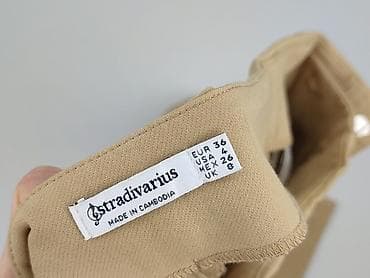 stradivarius
MADE IN CAMBODIA
EUR 36
USA 4
MEX 26
UK 8